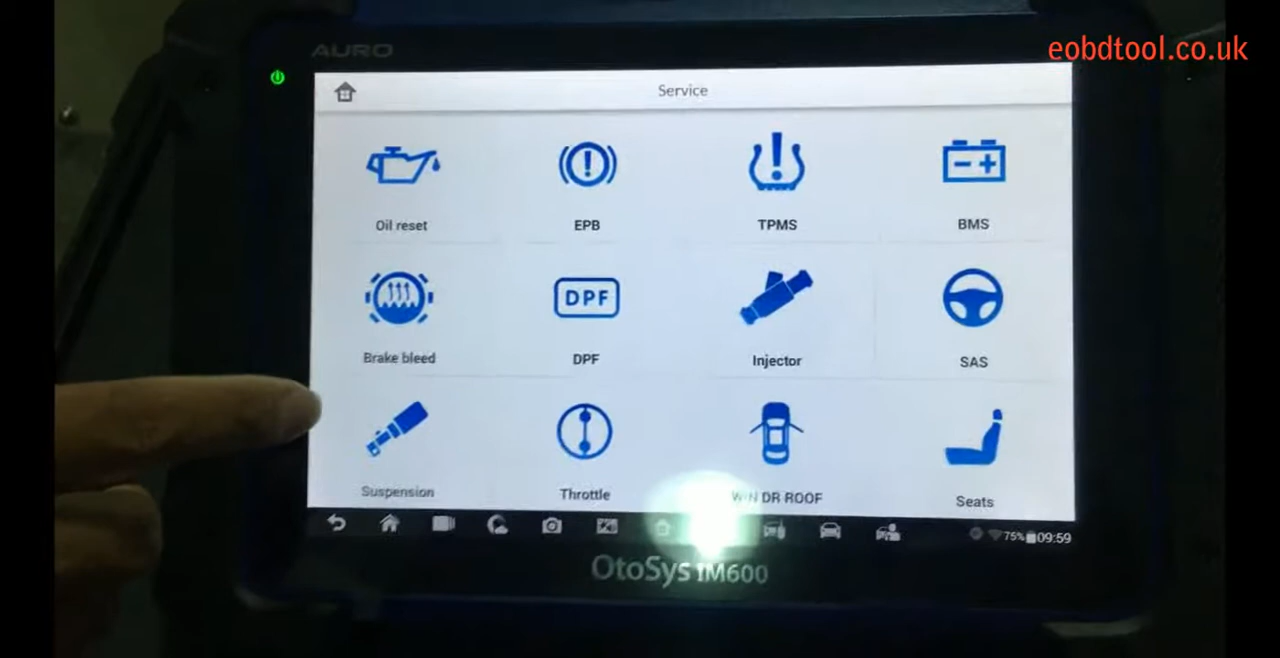 AURO
eobdtool.co.uk
Service
Oil reset
EPB
TPMS
BMS
Brake bleed
DPF
DPF
Injector
SAS
Suspension
Throttle
WIN DR ROOF
Seats
75% 09:59
OtoSys IM600